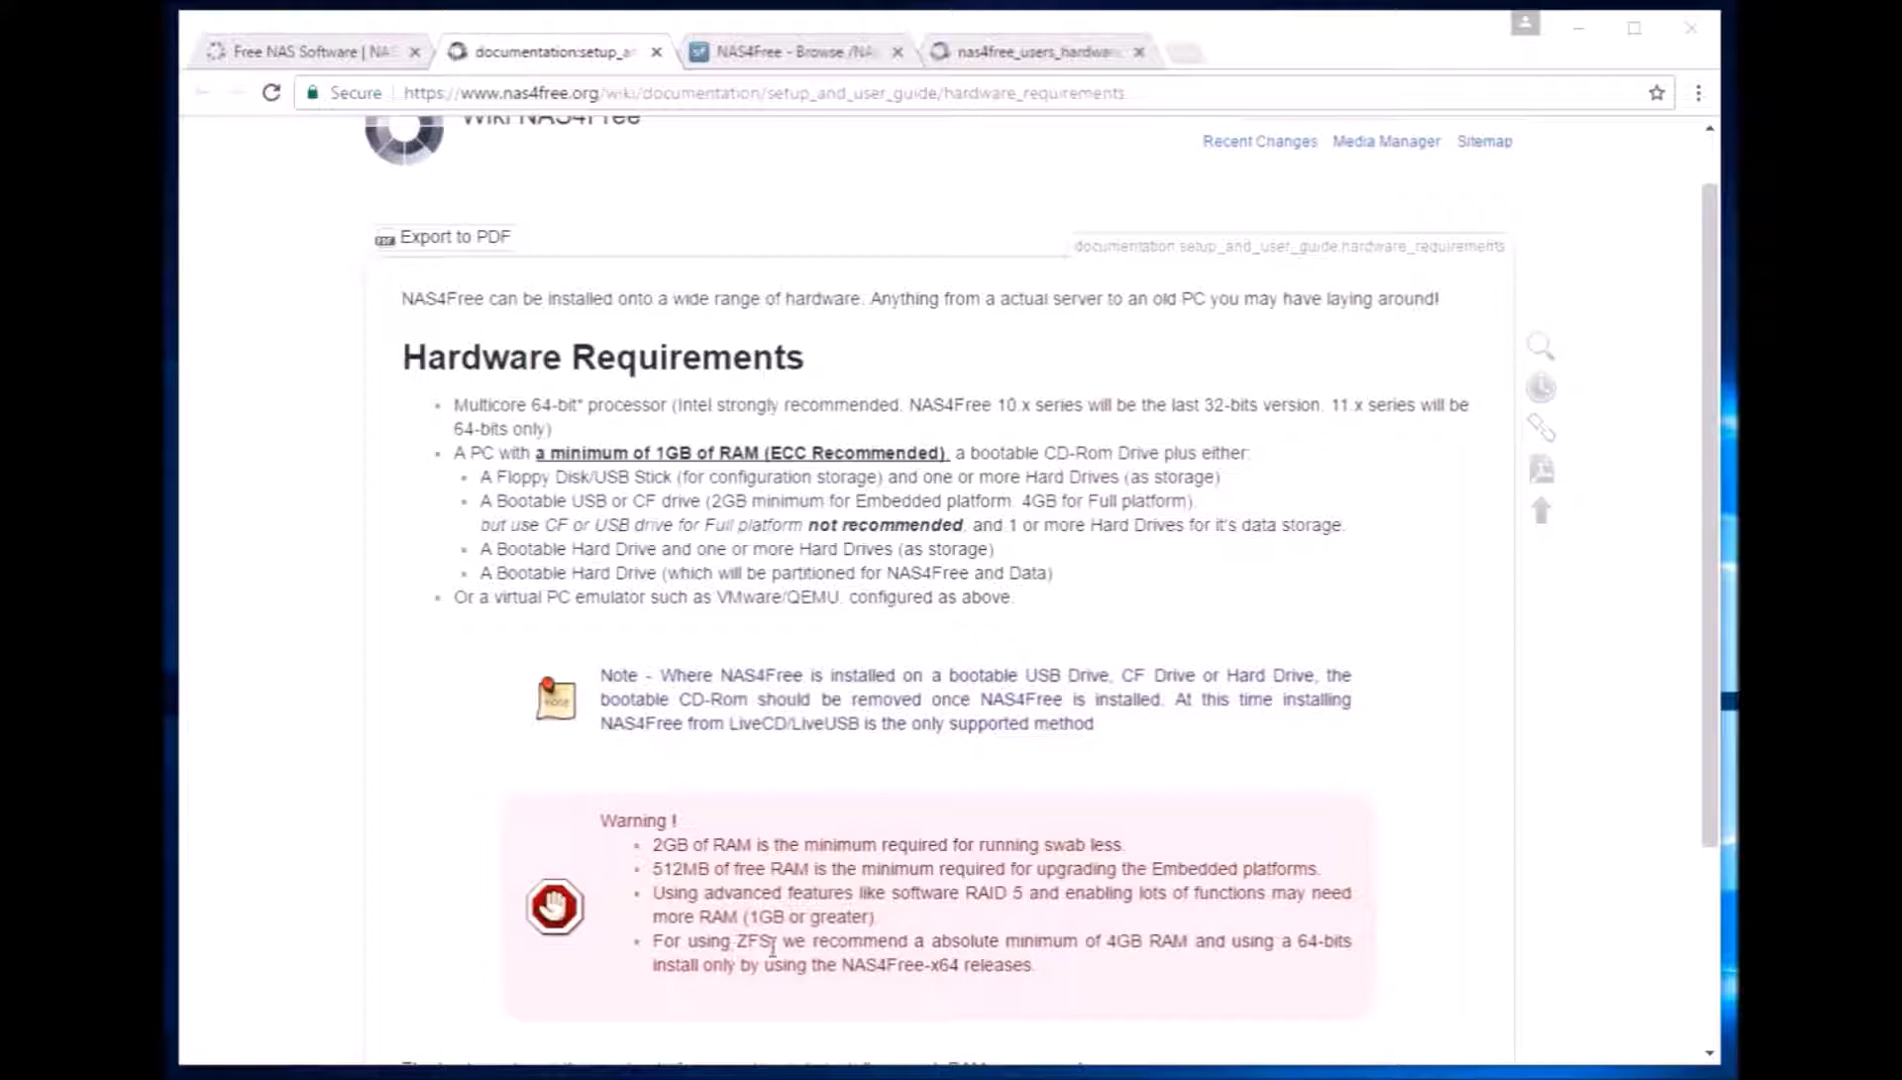 Free NAS Software | NAS
documentation:setup_a
NAS4Free - Browse /NA
nas4free_users_hardware
Secure
https://www.nas4free.org/wiki/documentation/setup_and_user_guide/hardware_requirements
Wiki NAS4Free
Recent Changes Media Manager Sitemap
Export to PDF
documentation:setup_and_user_guide:hardware_requirements
NAS4Free can be installed onto a wide range of hardware. Anything from a actual server to an old PC you may have laying around!
Hardware Requirements
Multicore 64-bit* processor (Intel strongly recommended. NAS4Free 10.x series will be the last 32-bits version. 11.x series will be
64-bits only)
A PC with a minimum of 1GB of RAM (ECC Recommended), a bootable CD-Rom Drive plus either:
A Floppy Disk/USB Stick (for configuration storage) and one or more Hard Drives (as storage)
A Bootable USB or CF drive (2GB minimum for Embedded platform. 4GB for Full platform).
but use CF or USB drive for Full platform not recommended, and 1 or more Hard Drives for it's data storage.
A Bootable Hard Drive and one or more Hard Drives (as storage)
A Bootable Hard Drive (which will be partitioned for NAS4Free and Data)
Or a virtual PC emulator such as VMware/QEMU, configured as above.
NOTE
Note - Where NAS4Free is installed on a bootable USB Drive, CF Drive or Hard Drive, the
bootable CD-Rom should be removed once NAS4Free is installed. At this time installing
NAS4Free from LiveCD/LiveUSB is the only supported method
Warning !
2GB of RAM is the minimum required for running swab less.
512MB of free RAM is the minimum required for upgrading the Embedded platforms.
Using advanced features like software RAID 5 and enabling lots of functions may need
more RAM (1GB or greater).
For using ZFS, we recommend a absolute minimum of 4GB RAM and using a 64-bits
install only by using the NAS4Free-x64 releases.